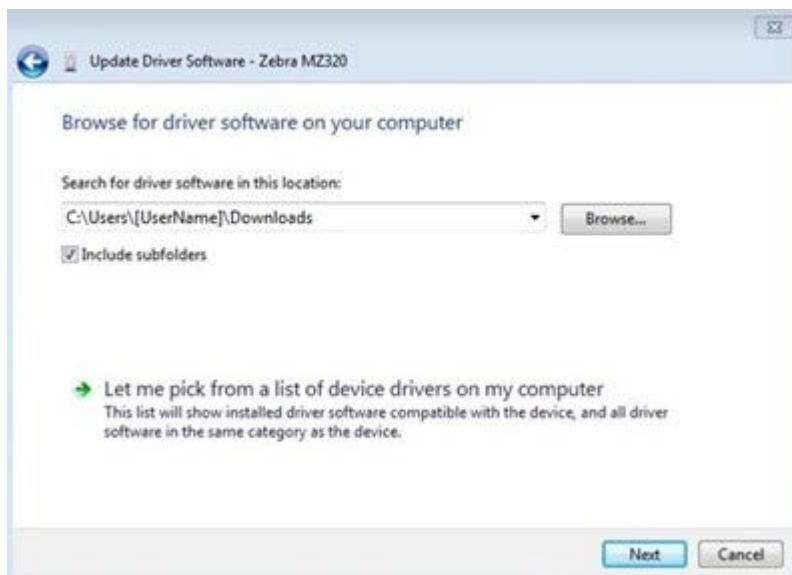 Update Driver Software - Zebra MZ320
Browse for driver software on your computer
Search for driver software in this location:
C:\Users\[UserName]\Downloads
Browse...
Include subfolders
Let me pick from a list of device drivers on my computer
This list will show installed driver software compatible with the device, and all driver
software in the same category as the device.
Next
Cancel